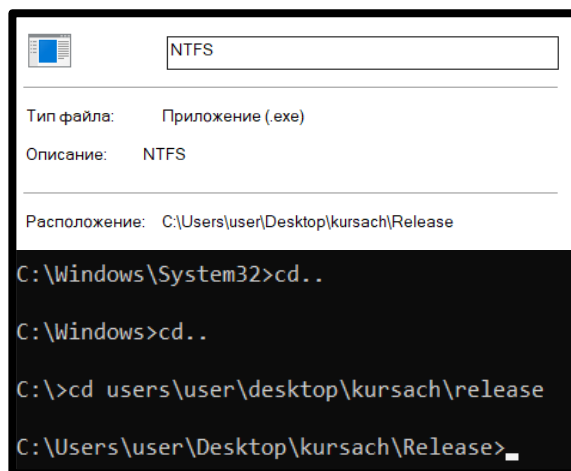 NTFS
Тип файла: Приложение (.exe)
Описание: NTFS
Расположение: C:\Users\user\Desktop\kursach\Release
C:\Windows\System32>cd..
C:\Windows>cd..
C:\>cd users\user\desktop\kursach\release
C:\Users\user\Desktop\kursach\Release>_